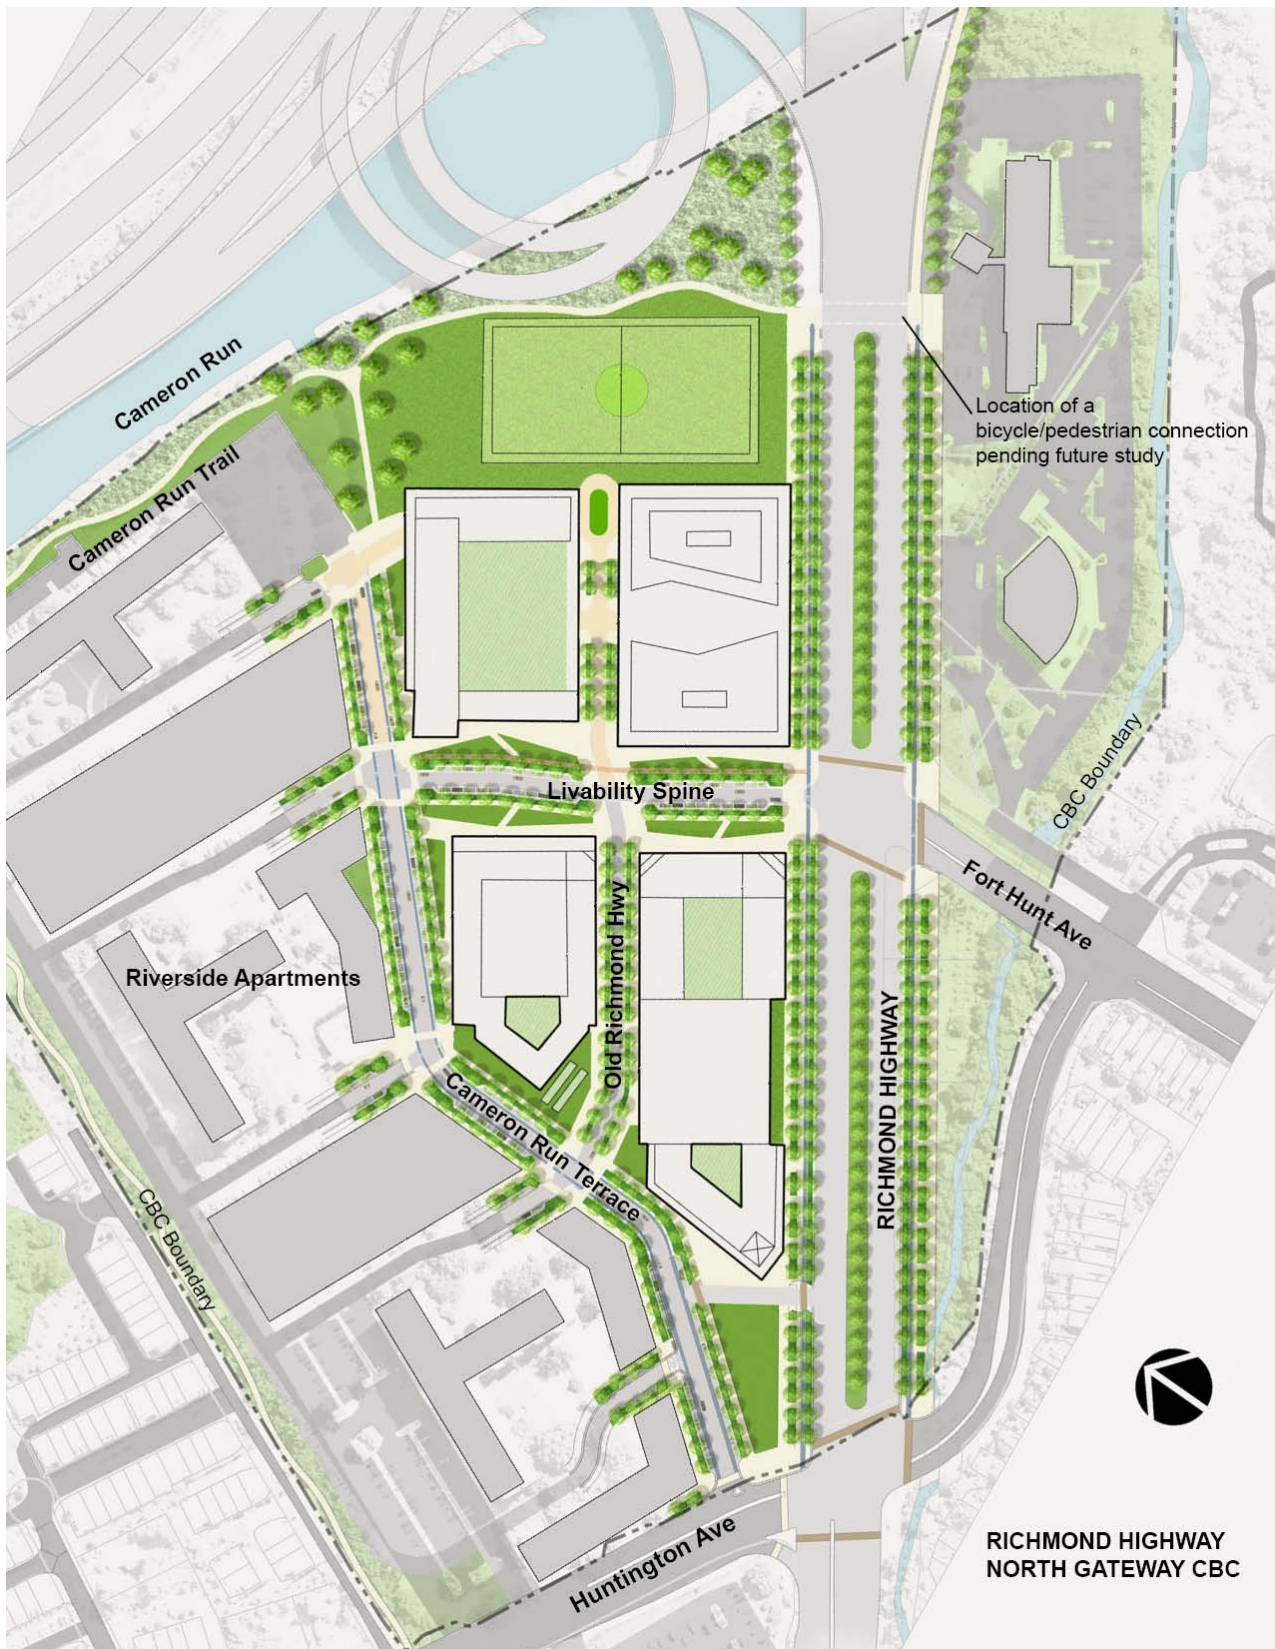 Cameron Run
Location of a
bicycle/pedestrian connection
pending future study
Cameron Run Trail
CBC Boundary
Livability Spine
Fort Hunt Ave
Riverside Apartments
Old Richmond Hwy
RICHMOND HIGHWAY
Cameron Run Terrace
CBC Boundary
Huntington Ave
RICHMOND HIGHWAY
NORTH GATEWAY CBC